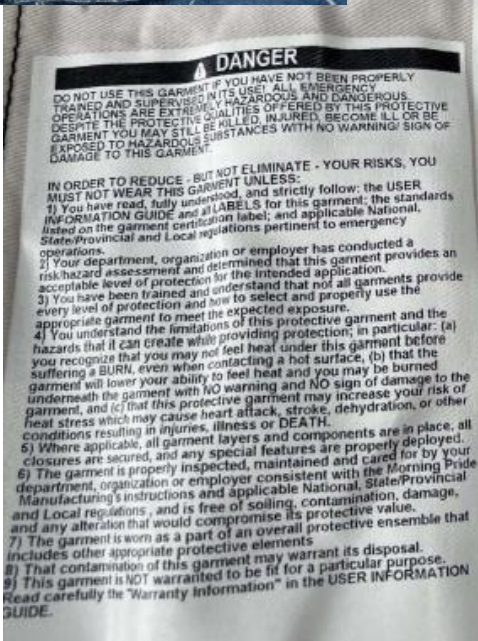 DANGER
DO NOT USE THIS GARMENT IF YOU HAVE NOT BEEN PROPERLY
TRAINED AND SUPERVISED IN ITS USE! ALL EMERGENCY
OPERATIONS ARE EXTREMELY HAZARDOUS AND DANGEROUS.
DESPITE THE PROTECTIVE QUALITIES OFFERED BY THIS PROTECTIVE
GARMENT YOU MAY STILL BE KILLED, INJURED, BECOME ILL OR BE
EXPOSED TO HAZARDOUS SUBSTANCES WITH NO WARNING/ SIGN OF
DAMAGE TO THIS GARMENT.
IN ORDER TO REDUCE - BUT NOT ELIMINATE - YOUR RISKS, YOU
MUST NOT WEAR THIS GARMENT UNLESS:
1) You have read, fully understood, and strictly follow: the USER
INFORMATION GUIDE and all LABELS for this garment; the standards
listed on the garment certification label; and applicable National,
State/Provincial and Local regulations pertinent to emergency
operations.
2) Your department, organization or employer has conducted a
risk/hazard assessment and determined that this garment provides an
acceptable level of protection for the intended application.
3) You have been trained and understand that not all garments provide
every level of protection and how to select and properly use the
appropriate garment to meet the expected exposure.
4) You understand the limitations of this protective garment and the
hazards that it can create while providing protection; in particular: (a)
you recognize that you may not feel heat under this garment before
suffering a BURN, even when contacting a hot surface, (b) that the
garment will lower your ability to feel heat and you may be burned
underneath the garment with NO warning and NO sign of damage to the
garment, and (c) that this protective garment may increase your risk of
heat stress which may cause heart attack, stroke, dehydration, or other
conditions resulting in injuries, illness or DEATH.
5) Where applicable, all garment layers and components are in place, all
closures are secured, and any special features are properly deployed.
6) The garment is properly inspected, maintained and cared for by your
department, organization or employer consistent with the Morning Pride
Manufacturing's instructions and applicable National, State/Provincial
and Local regulations, and is free of soiling, contamination, damage,
and any alteration that would compromise its protective value.
7) The garment is worn as a part of an overall protective ensemble that
includes other appropriate protective elements
8) That contamination of this garment may warrant its disposal.
9) This garment is NOT warranted to be fit for a particular purpose.
Read carefully the "Warranty Information" in the USER INFORMATION
GUIDE.